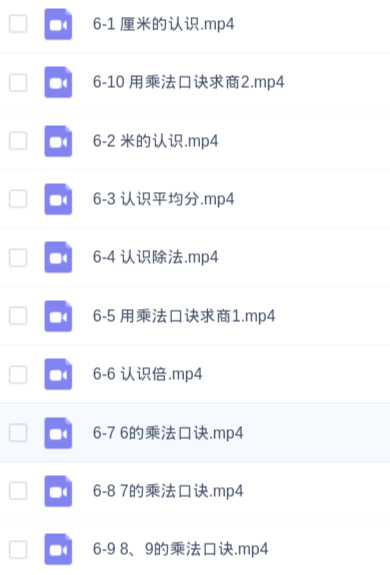 6-1 厘米的认识.mp4
6-10 用乘法口诀求商2.mp4
6-2 米的认识.mp4
6-3 认识平均分.mp4
6-4 认识除法.mp4
6-5 用乘法口诀求商1.mp4
6-6 认识倍.mp4
6-7 6的乘法口诀.mp4
6-8 7的乘法口诀.mp4
6-9 8、9的乘法口诀.mp4